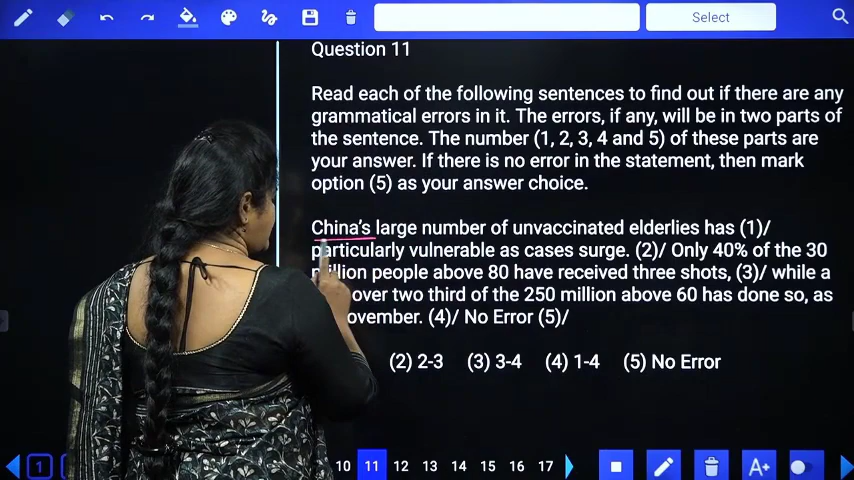 Select
Question 11
Read each of the following sentences to find out if there are any
grammatical errors in it. The errors, if any, will be in two parts of
the sentence. The number (1, 2, 3, 4 and 5) of these parts are
your answer. If there is no error in the statement, then mark
option (5) as your answer choice.
China's large number of unvaccinated elderlies has (1)/
particularly vulnerable as cases surge. (2)/ Only 40% of the 30
million people above 80 have received three shots, (3)/ while a
over two third of the 250 million above 60 has done so, as
ovember. (4)/ No Error (5)/
(2) 2-3 (3) 3-4 (4) 1-4 (5) No Error
1 10 11 12 13 14 15 16 17 A+